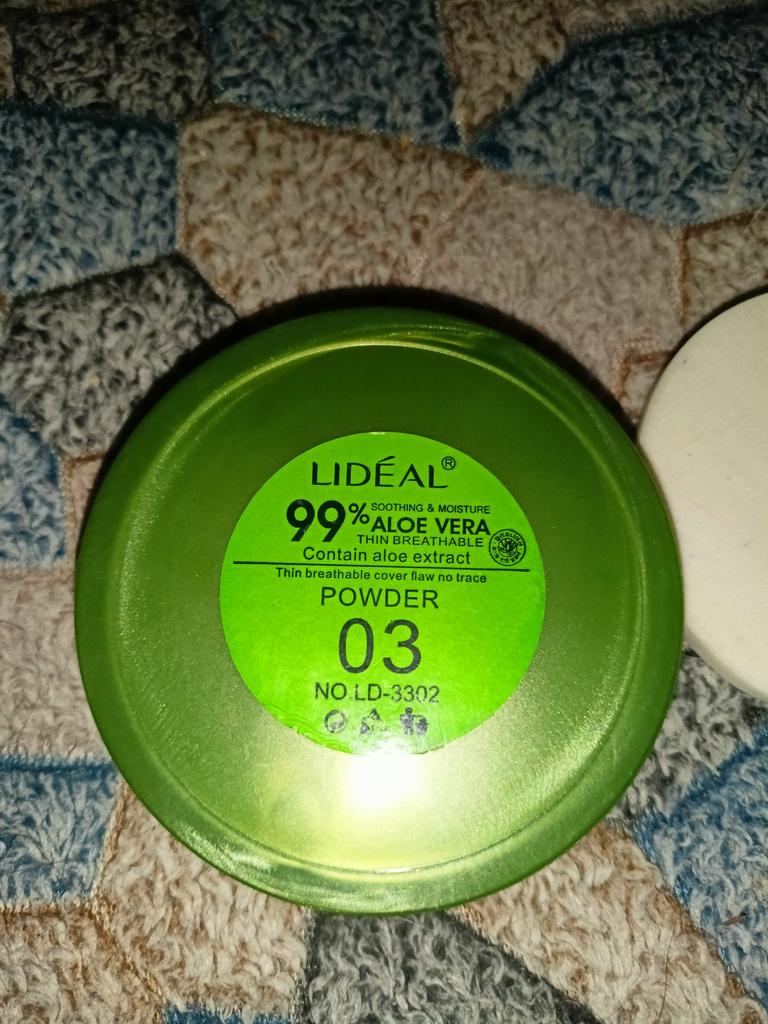 LIDÉAL®
99% SOOTHING & MOISTURE
ALOE VERA
THIN BREATHABLE
Contain aloe extract
Thin breathable cover flaw no trace
POWDER
03
NO.LD-3302